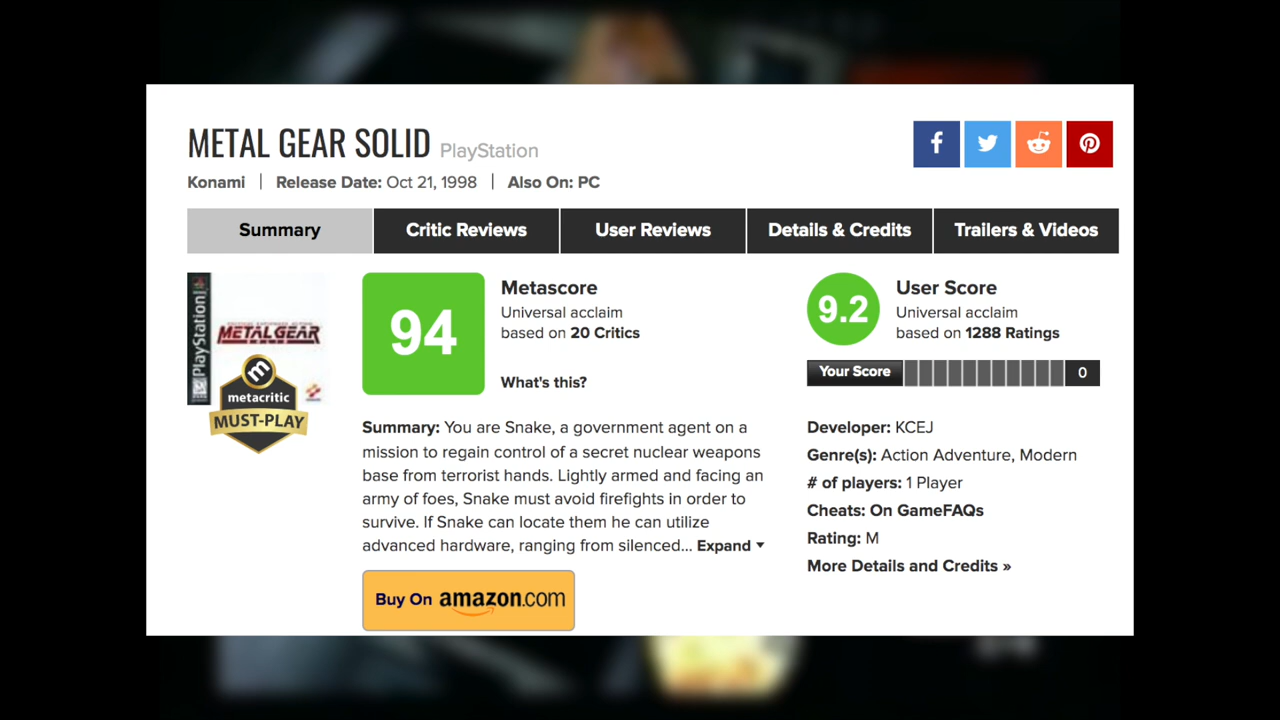 METAL GEAR SOLID PlayStation
Konami | Release Date: Oct 21, 1998 | Also On: PC
Summary Critic Reviews User Reviews Details & Credits Trailers & Videos
PlayStation
METAL GEAR
metacritic
MUST-PLAY
94
Metascore
Universal acclaim
based on 20 Critics
What's this?
9.2
User Score
Universal acclaim
based on 1288 Ratings
Your Score 0
Summary: You are Snake, a government agent on a
mission to regain control of a secret nuclear weapons
base from terrorist hands. Lightly armed and facing an
army of foes, Snake must avoid firefights in order to
survive. If Snake can locate them he can utilize
advanced hardware, ranging from silenced... Expand
Buy On amazon.com
Developer: KCEJ
Genre(s): Action Adventure, Modern
# of players: 1 Player
Cheats: On GameFAQs
Rating: M
More Details and Credits »